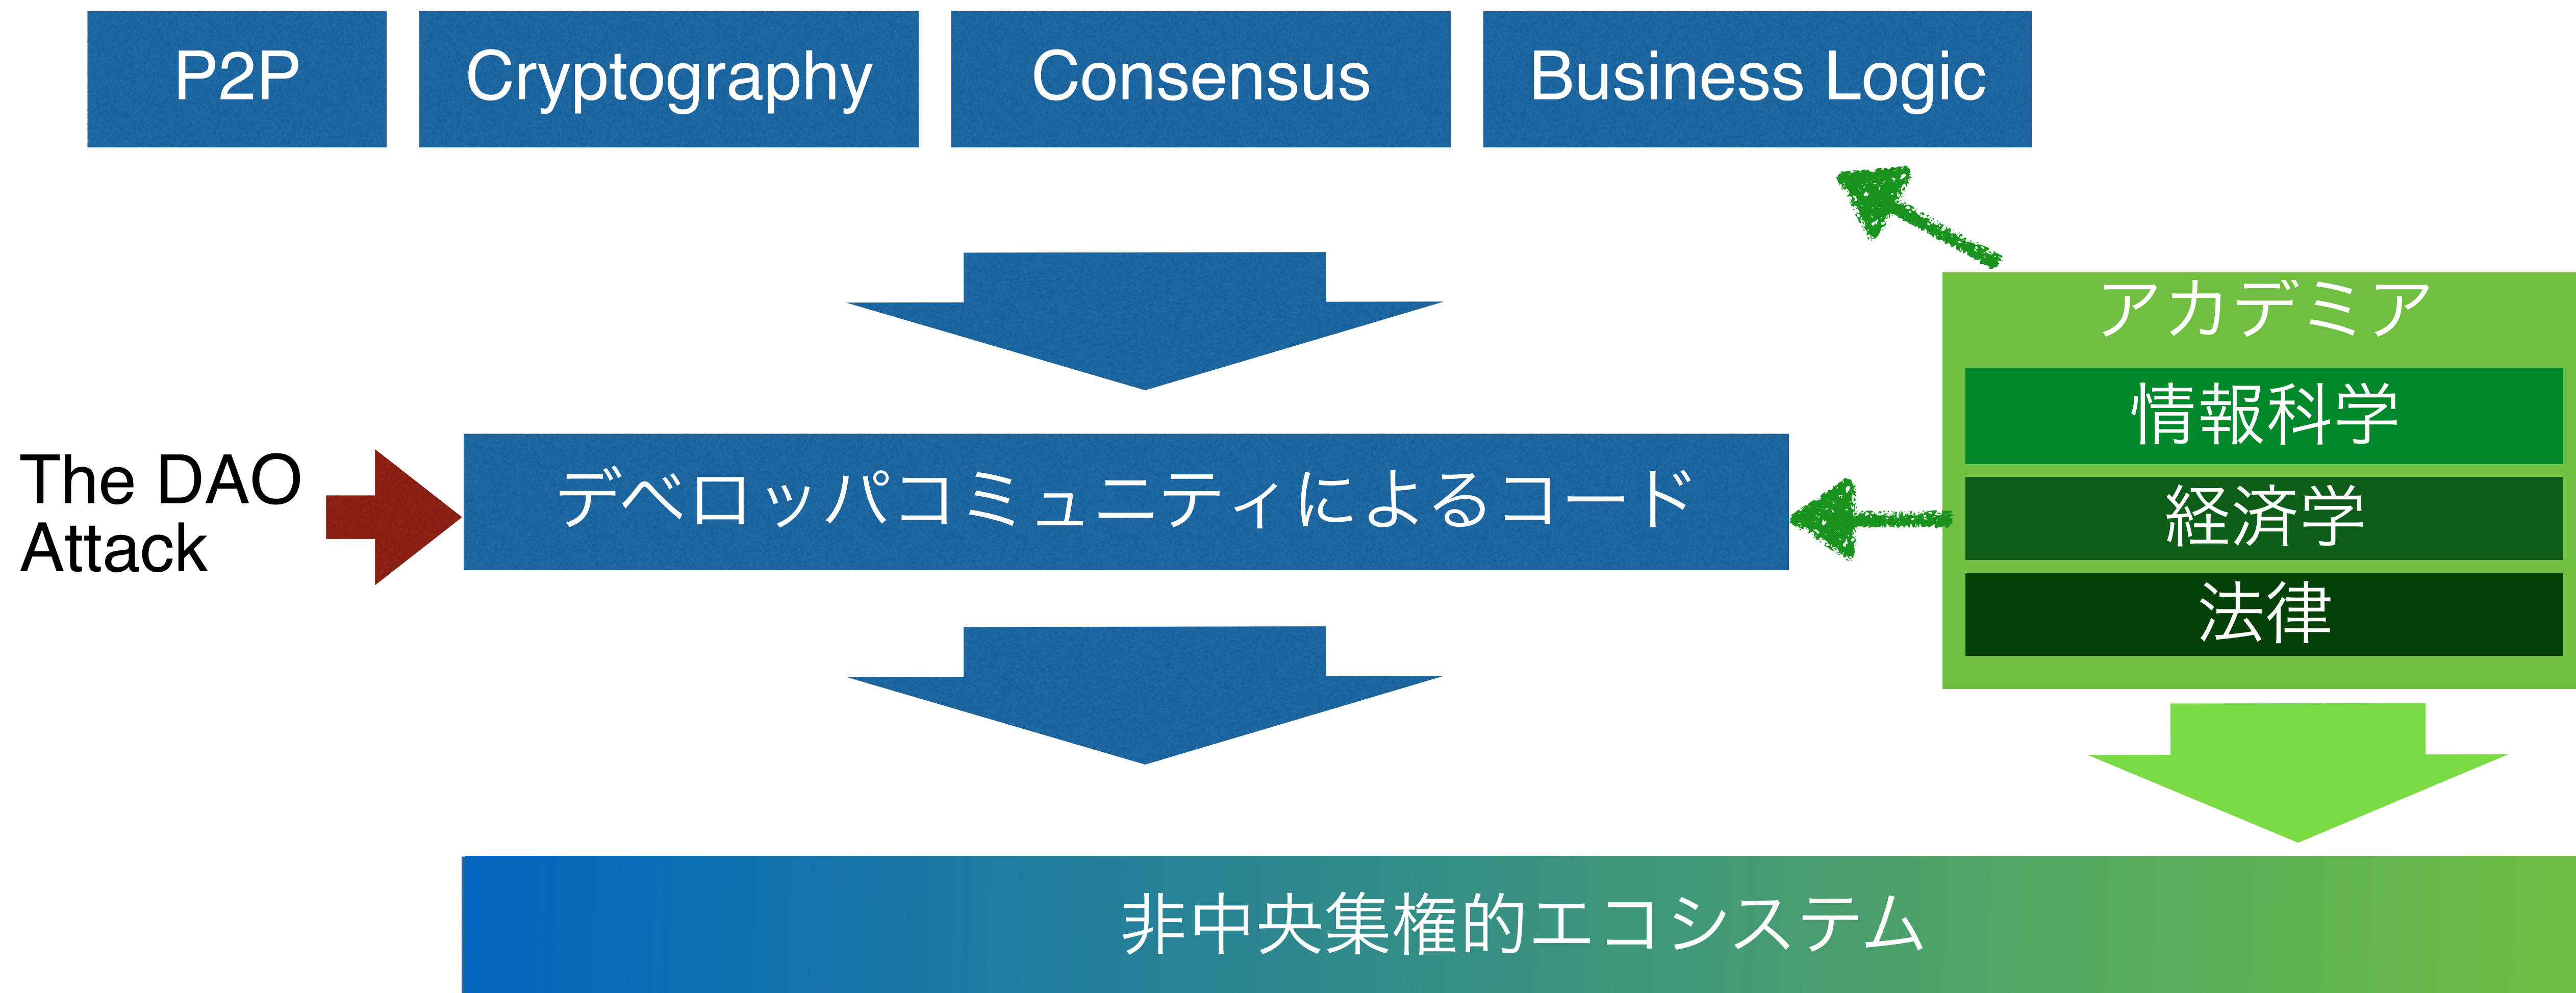 P2P
Cryptography
Consensus
Business Logic
アカデミア
情報科学
The DAO
Attack
デベロッパコミュニティによるコード
経済学
法律
非中央集権的エコシステム